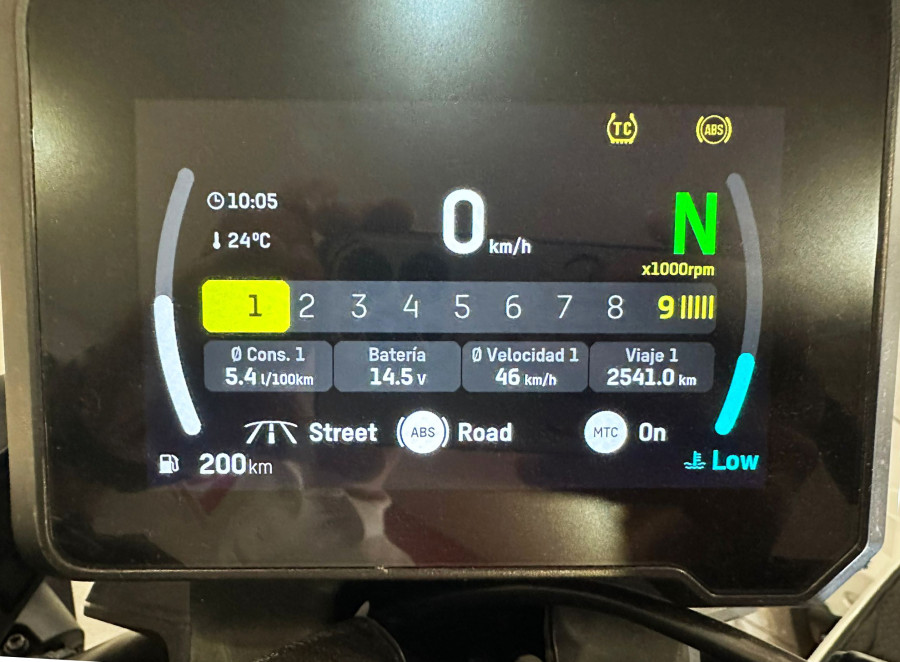 TC ABS
10:05
24ºC
0 km/h
N
x1000rpm
1 2 3 4 5 6 7 8 9
Ø Cons. 1 Batería Ø Velocidad 1 Viaje 1
5.4 l/100km 14.5 V 46 km/h 2541.0 km
Street ABS Road MTC On
200km Low